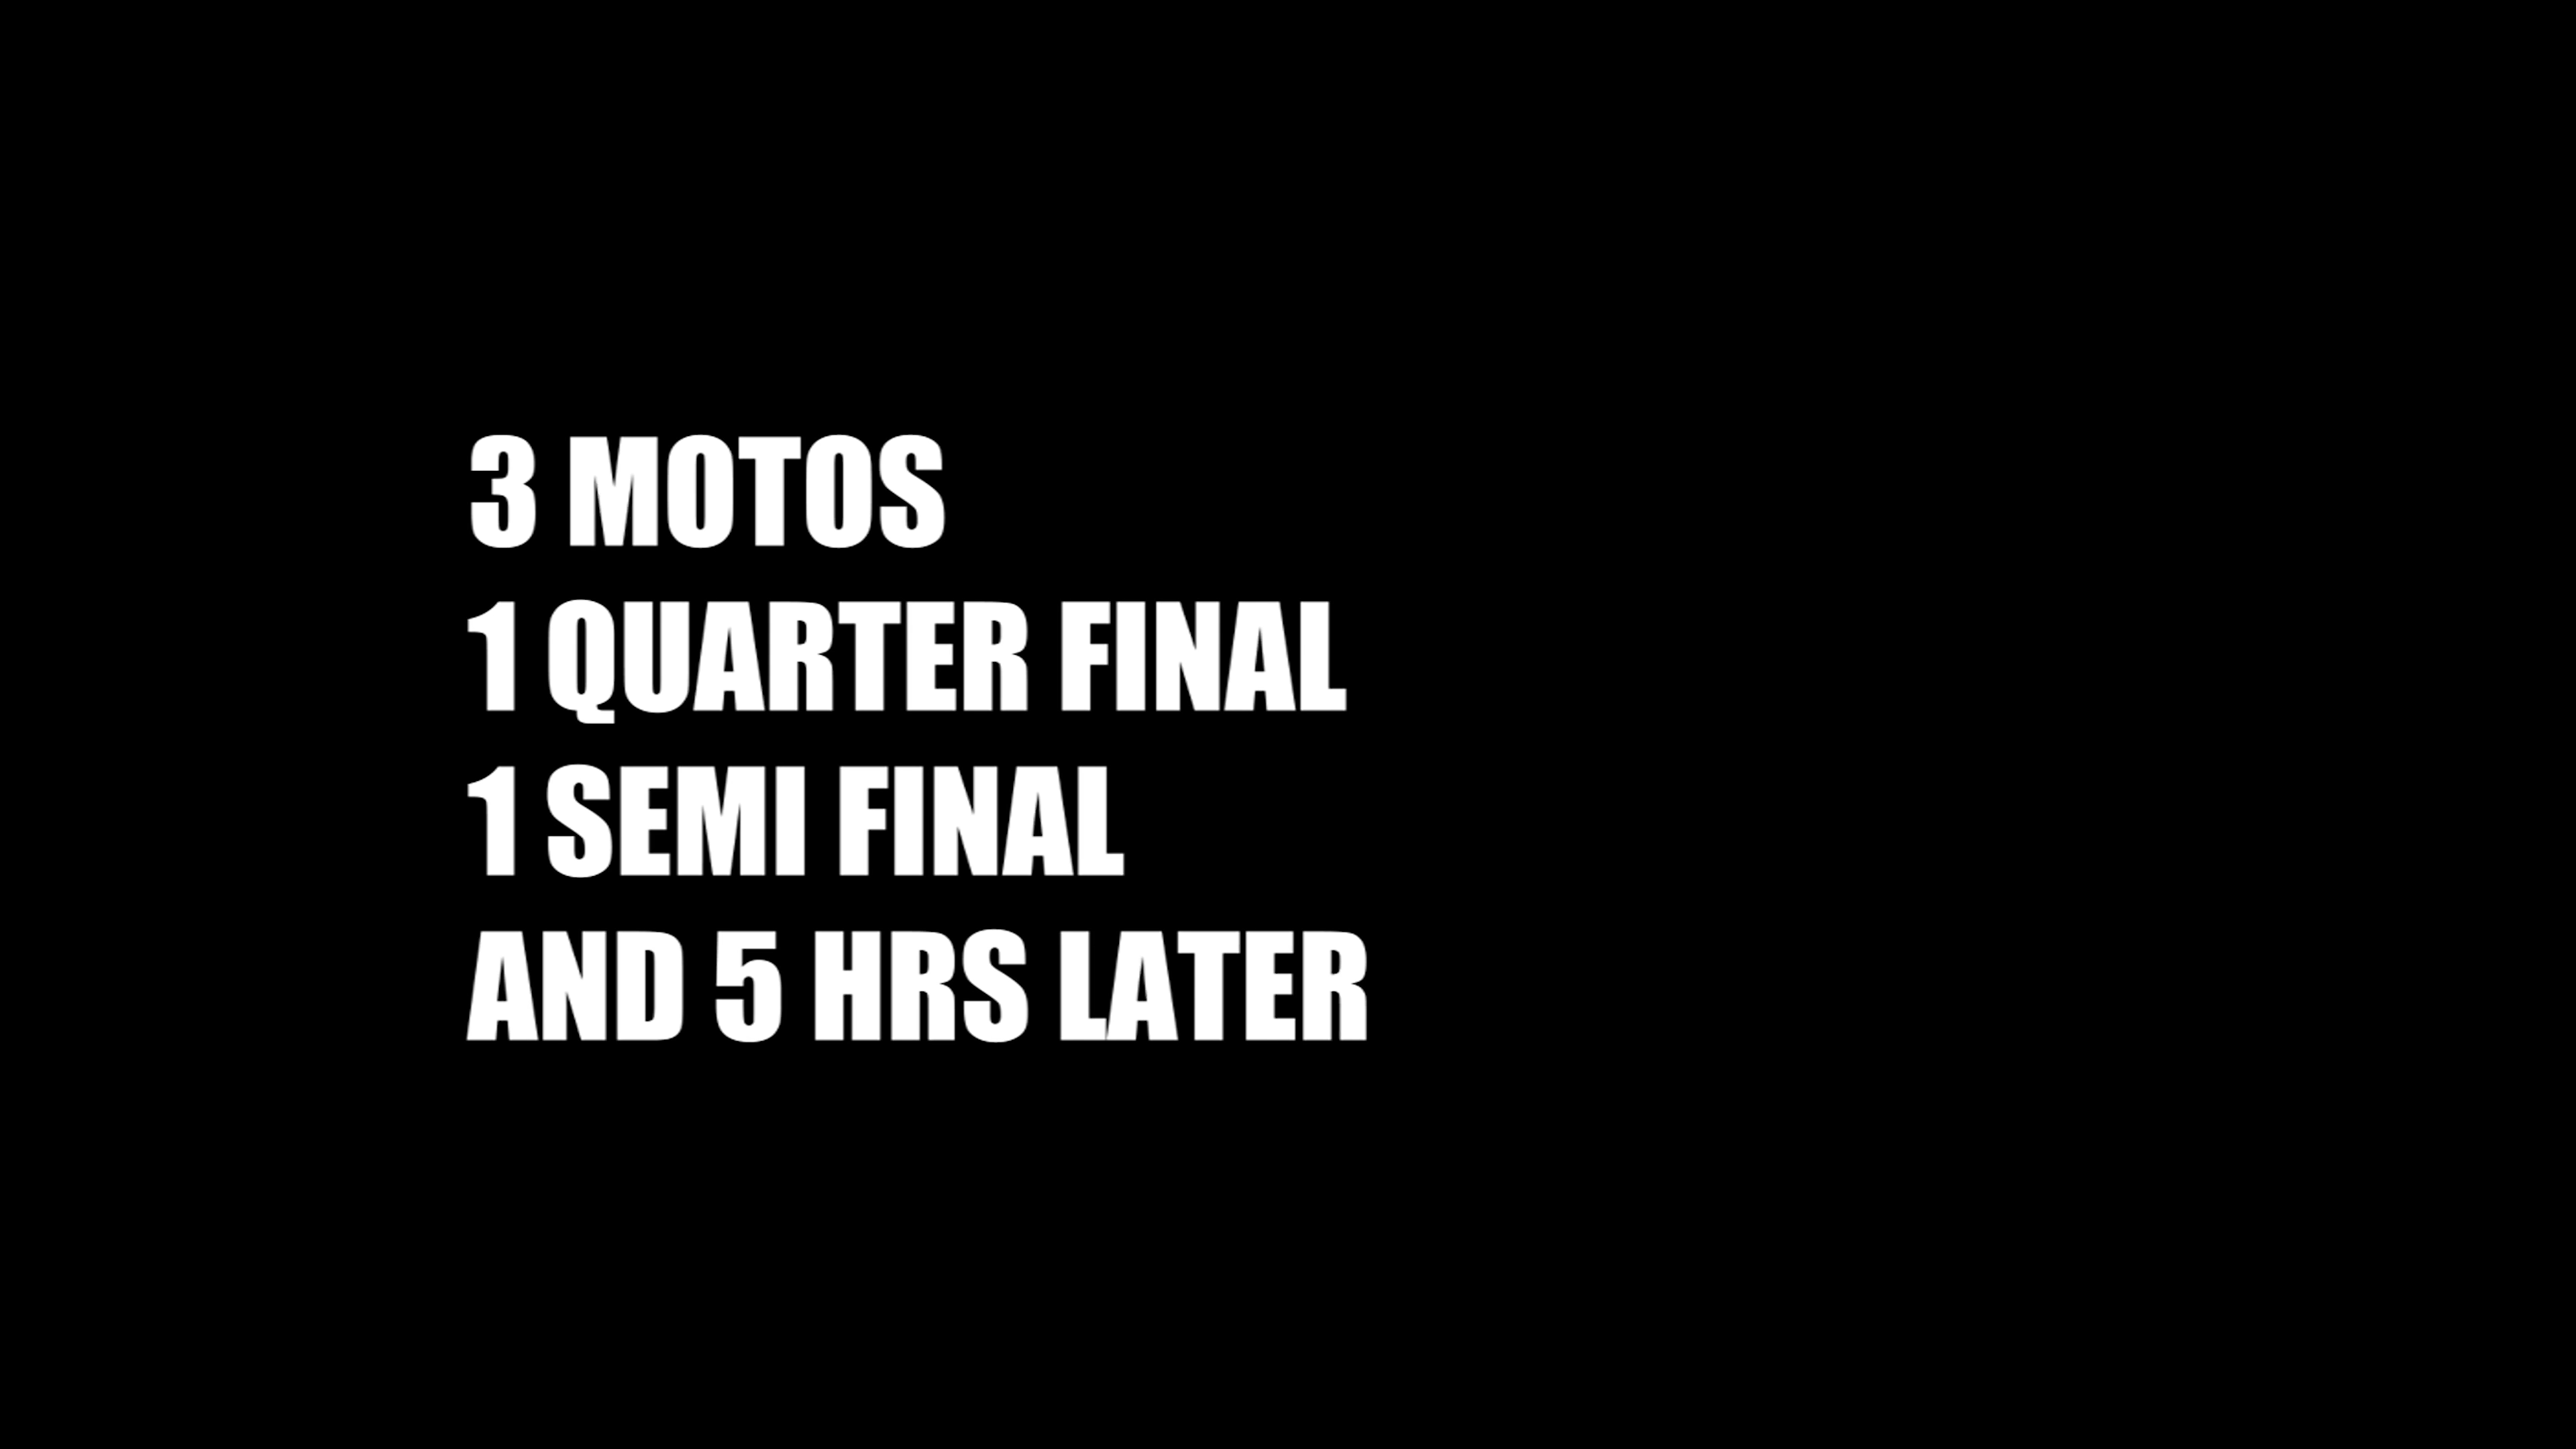 3 MOTOS
1 QUARTER FINAL
1 SEMI FINAL
AND 5 HRS LATER